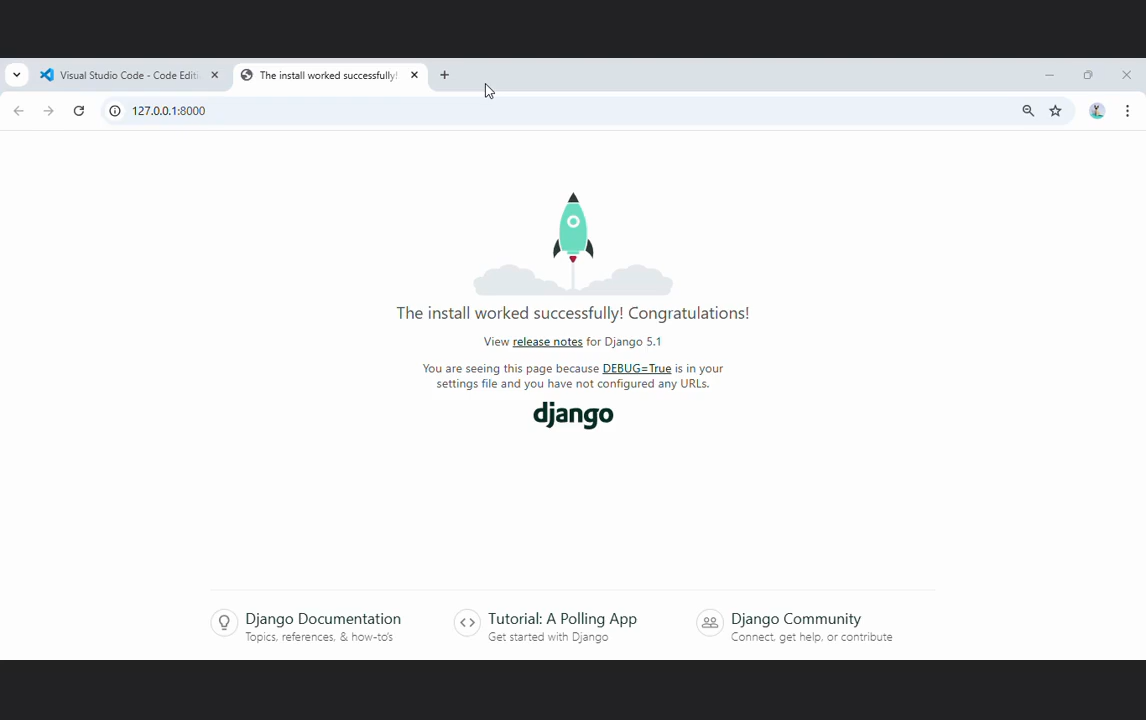 Visual Studio Code - Code Editi
The install worked successfully!
127.0.0.1:8000
The install worked successfully! Congratulations!
View release notes for Django 5.1
You are seeing this page because DEBUG=True is in your
settings file and you have not configured any URLs.
django
Django Documentation
Topics, references, & how-to's
Tutorial: A Polling App
Get started with Django
Django Community
Connect, get help, or contribute